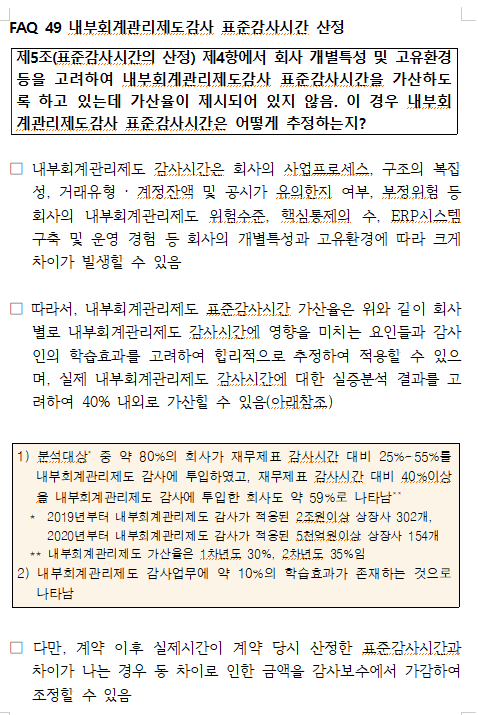 FAQ 49 내부회계관리제도감사 표준감사시간 산정
제5조(표준감사시간의 산정) 제4항에서 회사 개별특성 및 고유환경
등을 고려하여 내부회계관리제도감사 표준감사시간을 가산하도
록 하고 있는데 가산율이 제시되어 있지 않음. 이 경우 내부회
계관리제도감사 표준감사시간은 어떻게 추정하는지?
□ 내부회계관리제도 감사시간은 회사의 사업프로세스, 구조의 복잡
성, 거래유형·계정잔액 및 공시가 유의한지 여부, 부정위험 등
회사의 내부회계관리제도 위험수준, 핵심통제의 수, ERP시스템
구축 및 운영 경험 등 회사의 개별특성과 고유환경에 따라 크게
차이가 발생할 수 있음
□ 따라서, 내부회계관리제도 표준감사시간 가산율은 위와 같이 회사
별로 내부회계관리제도 감사시간에 영향을 미치는 요인들과 감사
인의 학습효과를 고려하여 합리적으로 추정하여 적용할 수 있으
며, 실제 내부회계관리제도 감사시간에 대한 실증분석 결과를 고
려하여 40% 내외로 가산할 수 있음(아래참조)
1) 분석대상* 중 약 80%의 회사가 재무제표 감사시간 대비 25%-55%를
내부회계관리제도 감사에 투입하였고, 재무제표 감사시간 대비 40%이상
을 내부회계관리제도 감사에 투입한 회사도 약 59%로 나타남**
* 2019년부터 내부회계관리제도 감사가 적용된 2조원이상 상장사 302개,
2020년부터 내부회계관리제도 감사가 적용된 5천억원이상 상장사 154개
** 내부회계관리제도 가산율은 1차년도 30%, 2차년도 35%임
2) 내부회계관리제도 감사업무에 약 10%의 학습효과가 존재하는 것으로
나타남
□ 다만, 계약 이후 실제시간이 계약 당시 산정한 표준감사시간과
차이가 나는 경우 동 차이로 인한 금액을 감사보수에서 가감하여
조정할 수 있음